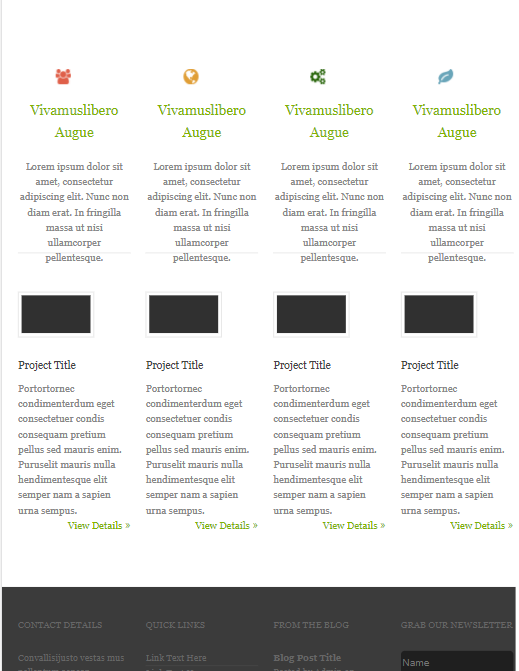 Vivamuslibero
Augue
Lorem ipsum dolor sit
amet, consectetur
adipiscing elit. Nunc non
diam erat. In fringilla
massa ut nisi
ullamcorper
pellentesque.
Vivamuslibero
Augue
Lorem ipsum dolor sit
amet, consectetur
adipiscing elit. Nunc non
diam erat. In fringilla
massa ut nisi
ullamcorper
pellentesque.
Vivamuslibero
Augue
Lorem ipsum dolor sit
amet, consectetur
adipiscing elit. Nunc non
diam erat. In fringilla
massa ut nisi
ullamcorper
pellentesque.
Vivamuslibero
Augue
Lorem ipsum dolor sit
amet, consectetur
adipiscing elit. Nunc non
diam erat. In fringilla
massa ut nisi
ullamcorper
pellentesque.
Project Title
Portortornec
condimenterdum eget
consectetuer condis
consequam pretium
pellus sed mauris enim.
Puruselit mauris nulla
hendimentesque elit
semper nam a sapien
urna sempus.
View Details »
Project Title
Portortornec
condimenterdum eget
consectetuer condis
consequam pretium
pellus sed mauris enim.
Puruselit mauris nulla
hendimentesque elit
semper nam a sapien
urna sempus.
View Details »
Project Title
Portortornec
condimenterdum eget
consectetuer condis
consequam pretium
pellus sed mauris enim.
Puruselit mauris nulla
hendimentesque elit
semper nam a sapien
urna sempus.
View Details »
Project Title
Portortornec
condimenterdum eget
consectetuer condis
consequam pretium
pellus sed mauris enim.
Puruselit mauris nulla
hendimentesque elit
semper nam a sapien
urna sempus.
View Details »
CONTACT DETAILS
Convallisijusto vestas mus
QUICK LINKS
Link Text Here
FROM THE BLOG
Blog Post Title
GRAB OUR NEWSLETTER
Name